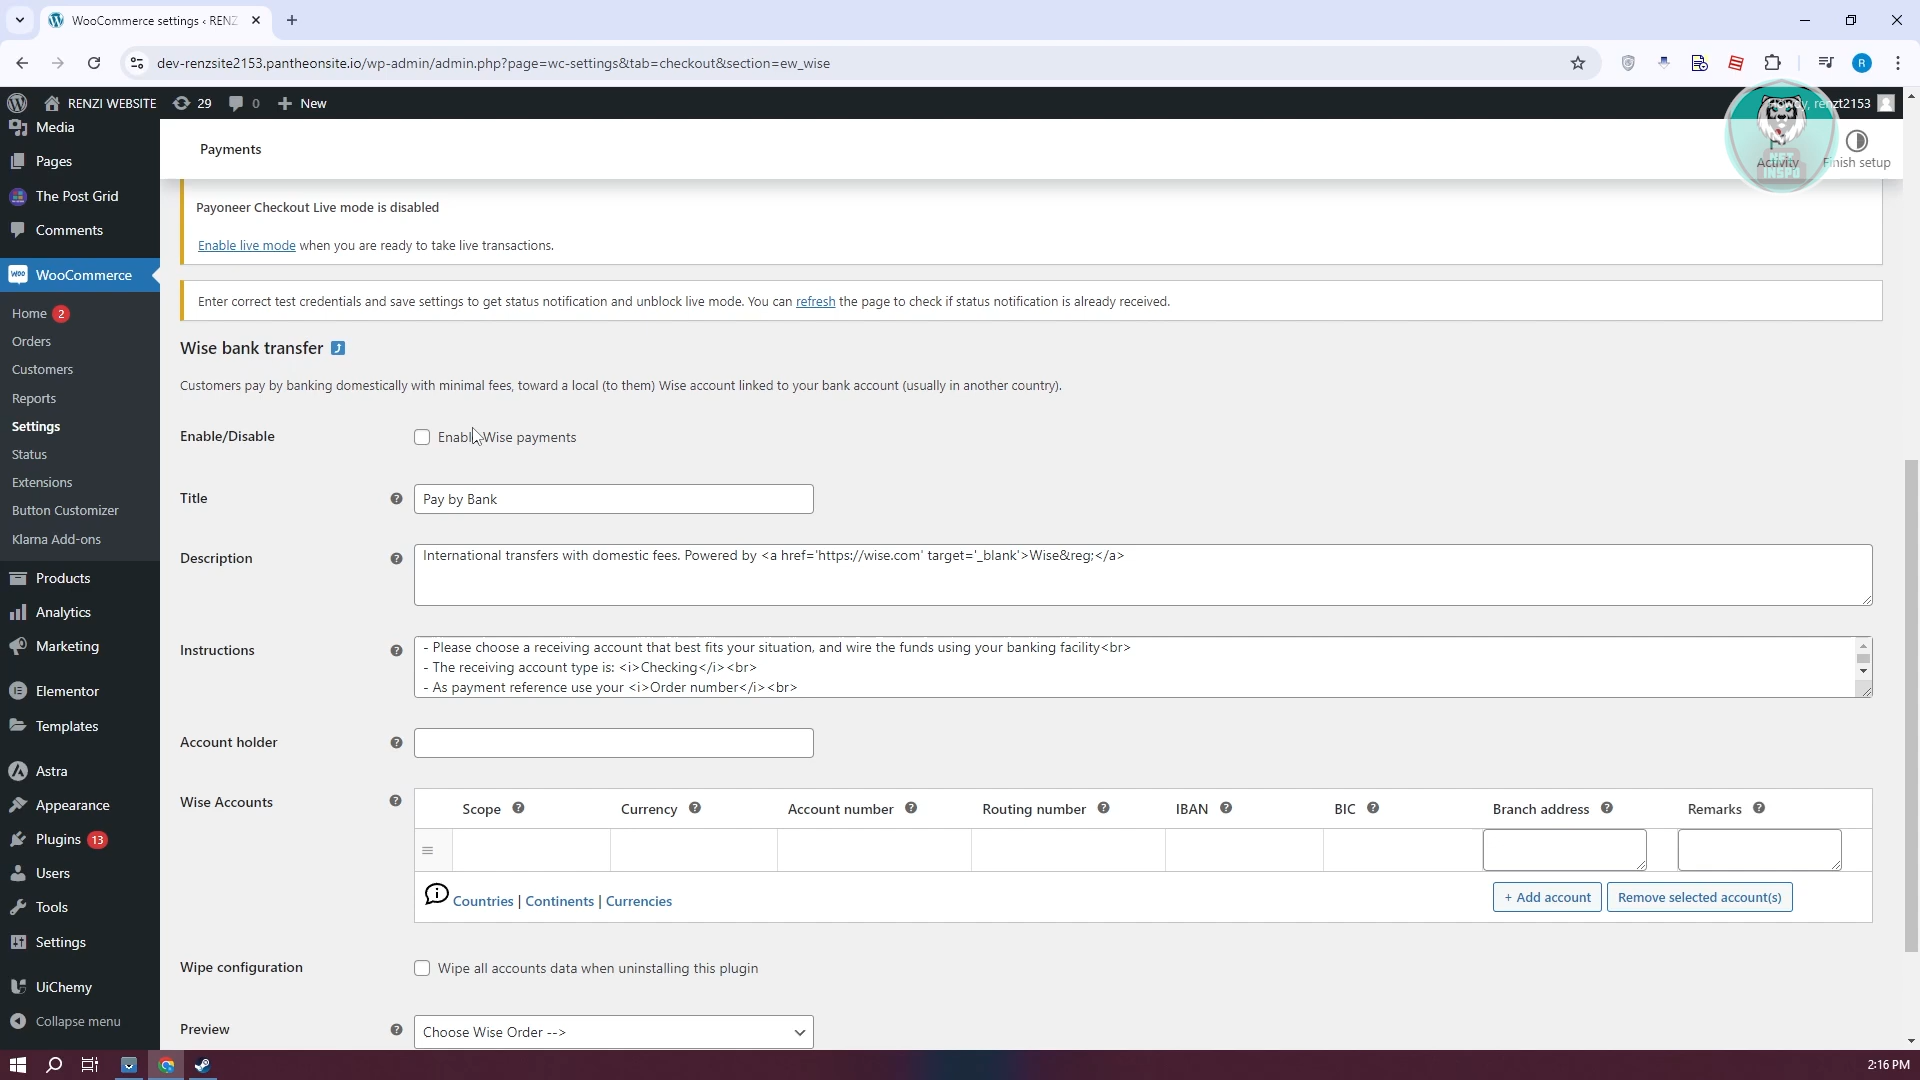 WooCommerce settings ‹ RENZ
dev-renzsite2153.pantheonsite.io/wp-admin/admin.php?page=wc-settings&tab=checkout&section=ew_wise
R
RENZI WEBSITE 29 0 New
renzt2153
Media
Pages
The Post Grid
Comments
WooCommerce
Home 2
Orders
Customers
Reports
Settings
Status
Extensions
Button Customizer
Klarna Add-ons
Products
Analytics
Marketing
Elementor
Templates
Astra
Appearance
Plugins 13
Users
Tools
Settings
UiChemy
Collapse menu
Payments
Activity
Finish setup
INSPO
Payoneer Checkout Live mode is disabled
Enable live mode when you are ready to take live transactions.
Enter correct test credentials and save settings to get status notification and unblock live mode. You can refresh the page to check if status notification is already received.
Wise bank transfer
Customers pay by banking domestically with minimal fees, toward a local (to them) Wise account linked to your bank account (usually in another country).
Enable/Disable
Enable Wise payments
Title
Pay by Bank
Description
International transfers with domestic fees. Powered by <a href='https://wise.com' target='_blank'>Wise&reg;</a>
Instructions
- Please choose a receiving account that best fits your situation, and wire the funds using your banking facility<br>
- The receiving account type is: <i>Checking</i><br>
- As payment reference use your <i>Order number</i><br>
Account holder
Wise Accounts
Scope Currency Account number Routing number IBAN BIC Branch address Remarks
Countries | Continents | Currencies
+ Add account
Remove selected account(s)
Wipe configuration
Wipe all accounts data when uninstalling this plugin
Preview
Choose Wise Order -->
2:16 PM